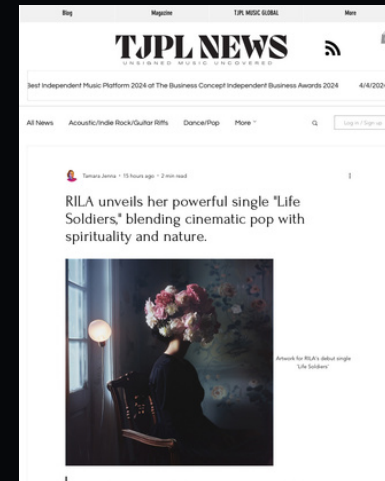 Blog Magazine TJPL MUSIC GLOBAL More
TJPL NEWS
UNSIGNED MUSIC UNCOVERED
Best Independent Music Platform 2024 at The Business Concept Independent Business Awards 2024 4/4/2024
All News Acoustic/Indie Rock/Guitar Riffs Dance/Pop More
Log in / Sign up
Tamara Jenna • 15 hours ago • 2 min read
RILA unveils her powerful single "Life
Soldiers," blending cinematic pop with
spirituality and nature.
Artwork for RILA's debut single
'Life Soldiers'